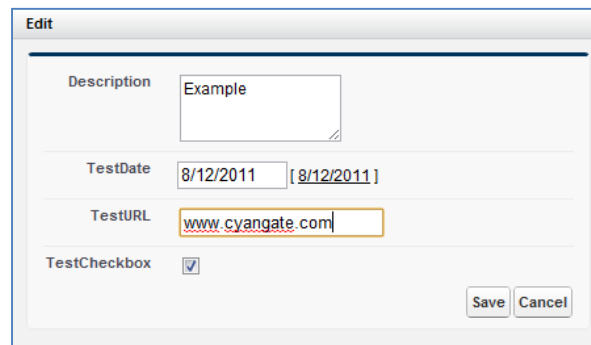 Edit
Description Example
TestDate 8/12/2011 [ 8/12/2011 ]
TestURL www.cyangate.com
TestCheckbox
Save Cancel